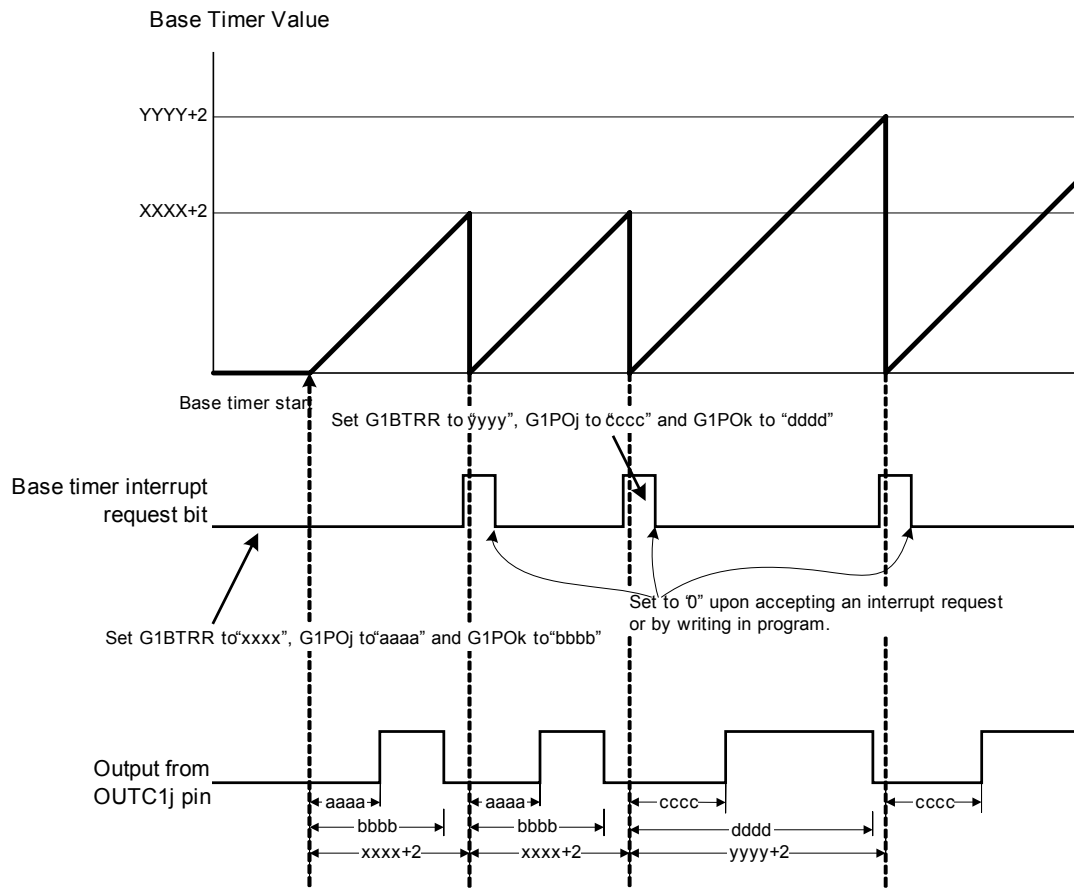 Base Timer Value
YYYY+2
XXXX+2
Base timer star
Set G1BTRR to “yyyy”, G1POj to “cccc” and G1POk to “dddd”
Base timer interrupt
request bit
Set to “0” upon accepting an interrupt request
or by writing in program.
Set G1BTRR to “xxxx”, G1POj to “aaaa” and G1POk to “bbbb”
Output from
OUTC1j pin
aaaa
aaaa
cccc
cccc
bbbb
bbbb
dddd
xxxx+2
xxxx+2
yyyy+2